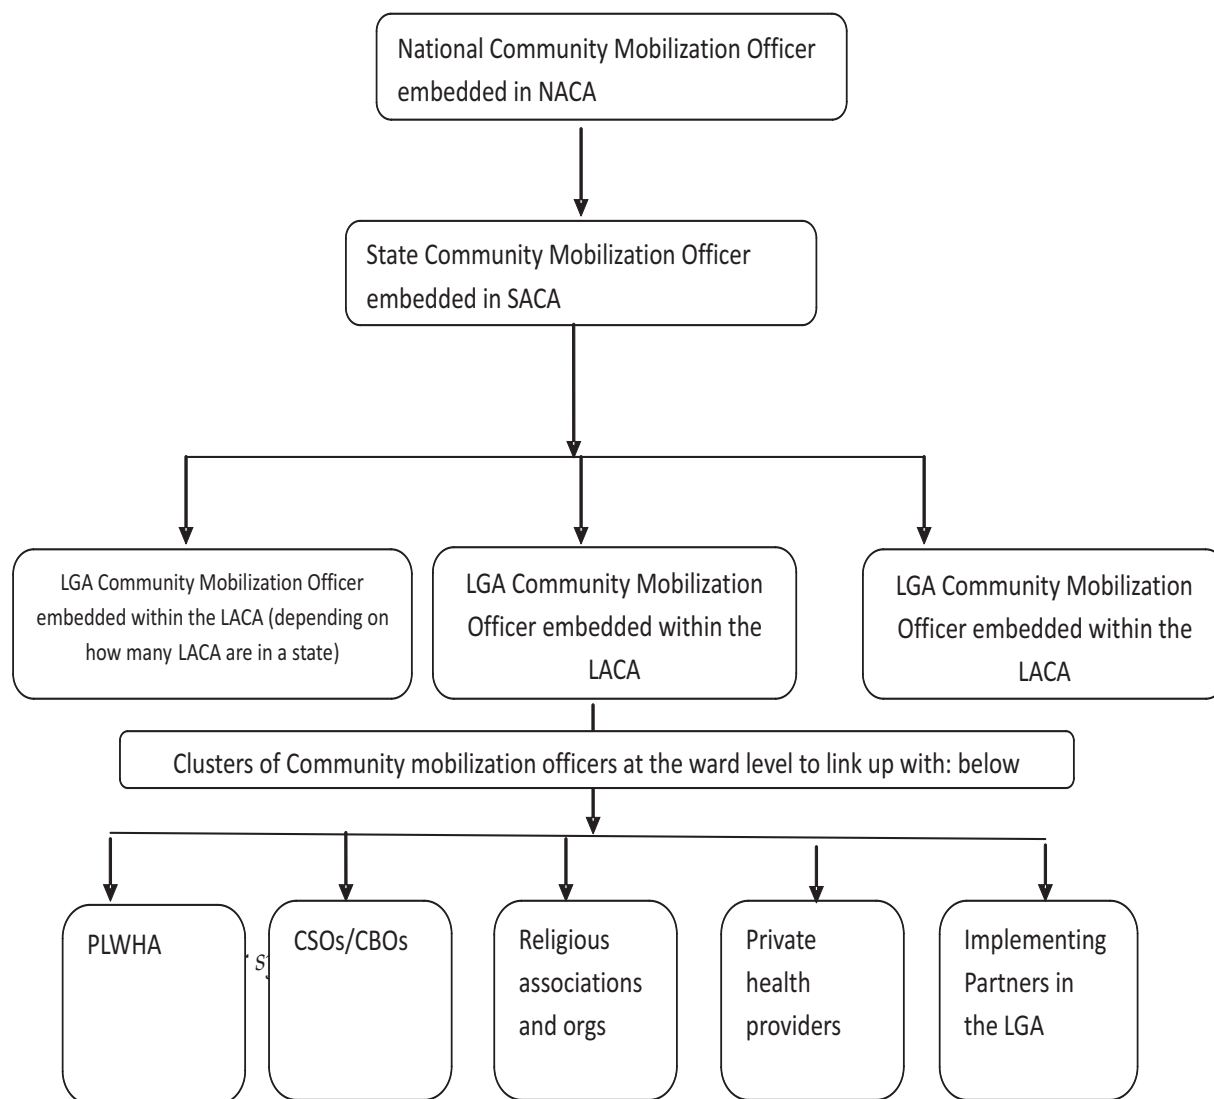 National Community Mobilization Officer
embedded in NACA
State Community Mobilization Officer
embedded in SACA
LGA Community Mobilization Officer
embedded within the LACA (depending on
how many LACA are in a state)
LGA Community Mobilization
Officer embedded within the
LACA
LGA Community Mobilization
Officer embedded within the
LACA
Clusters of Community mobilization officers at the ward level to link up with: below
PLWHA
CSOs/CBOs
Religious
associations
and orgs
Private
health
providers
Implementing
Partners in
the LGA